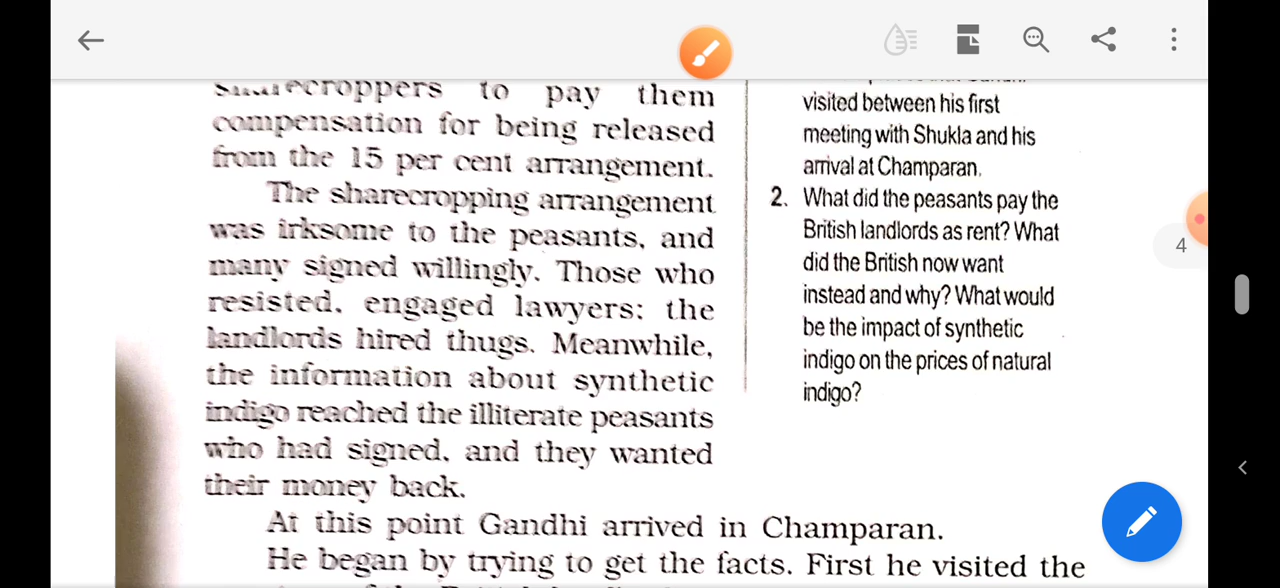 sharecroppers to pay them
compensation for being released
from the 15 per cent arrangement.
The sharecropping arrangement
was irksome to the peasants, and
many signed willingly. Those who
resisted, engaged lawyers; the
landlords hired thugs. Meanwhile,
the information about synthetic
indigo reached the illiterate peasants
who had signed, and they wanted
their money back.
At this point Gandhi arrived in Champaran.
He began by trying to get the facts. First he visited the
visited between his first
meeting with Shukla and his
arrival at Champaran.
2. What did the peasants pay the
British landlords as rent? What
did the British now want
instead and why? What would
be the impact of synthetic
indigo on the prices of natural
indigo?
4